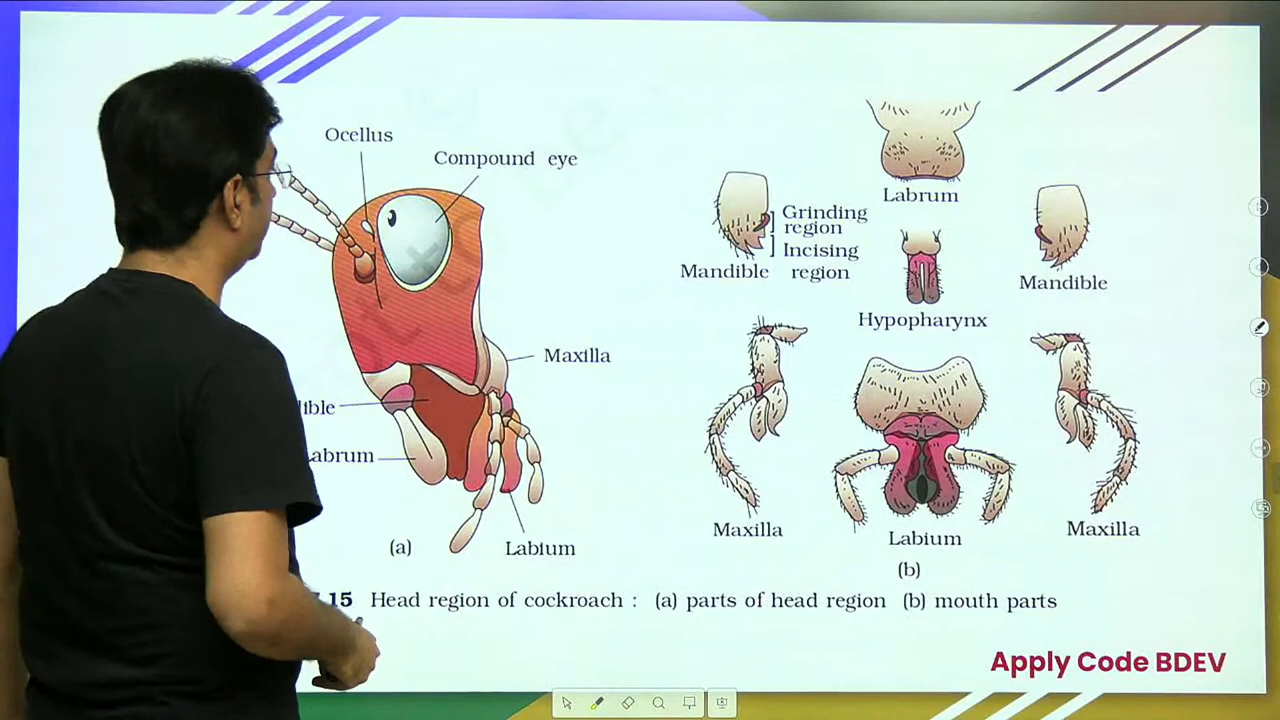 Ocellus
Compound eye
Maxilla
Labium
(a)
Labrum
Grinding
region
Incising
region
Mandible
Mandible
Hypopharynx
Maxilla
Labium
Maxilla
(b)
.15 Head region of cockroach : (a) parts of head region (b) mouth parts
Apply Code BDEV